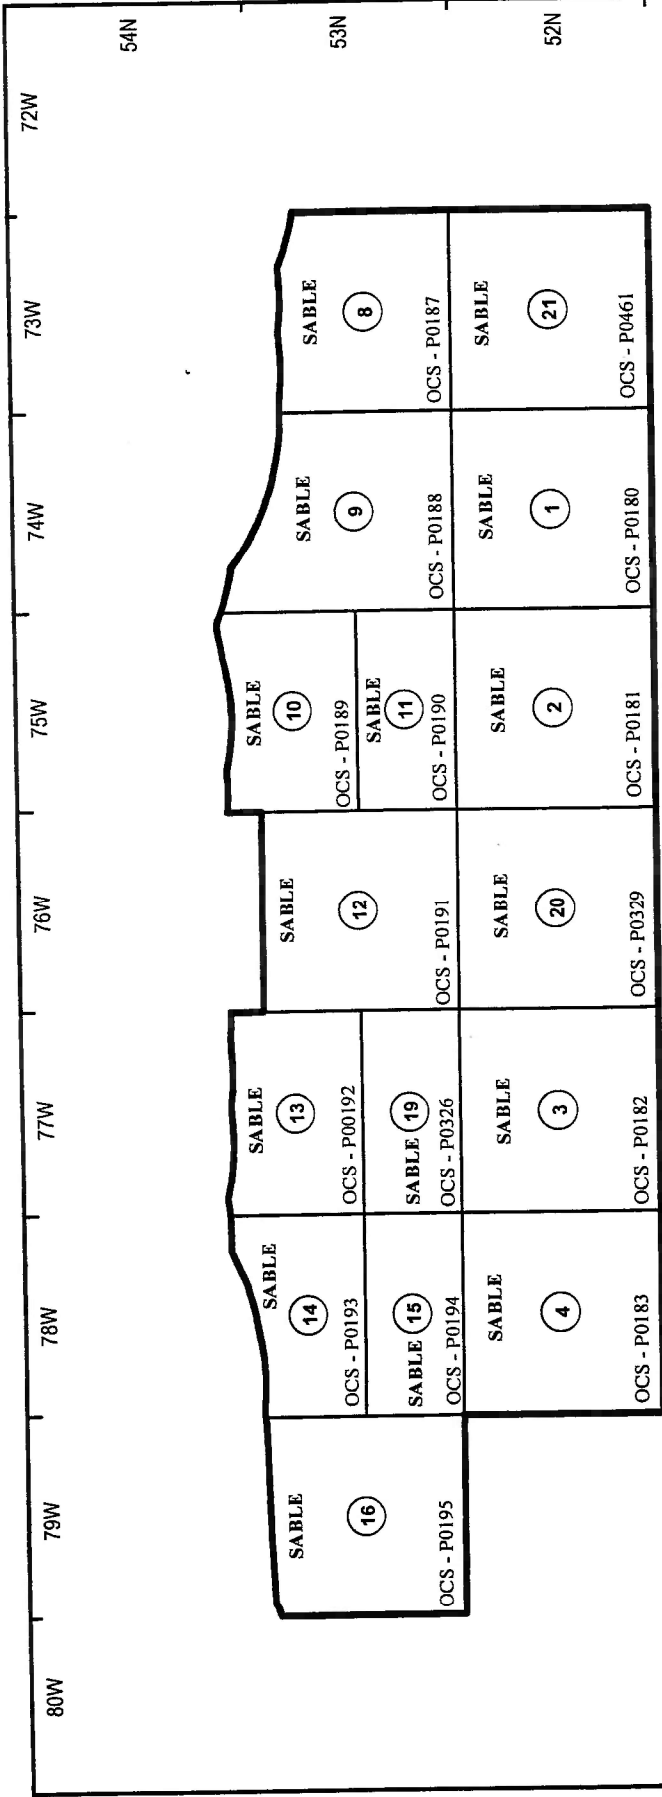 80W
79W
78W
77W
76W
75W
74W
73W
72W
54N
53N
52N
SABLE
16
OCS - P0195
SABLE
14
OCS - P0193
SABLE 15
OCS - P0194
SABLE
13
OCS - P00192
SABLE 19
OCS - P0326
SABLE
12
OCS - P0191
SABLE
10
OCS - P0189
SABLE
11
OCS - P0190
SABLE
9
OCS - P0188
SABLE
8
OCS - P0187
SABLE
4
OCS - P0183
SABLE
3
OCS - P0182
SABLE
20
OCS - P0329
SABLE
2
OCS - P0181
SABLE
1
OCS - P0180
SABLE
21
OCS - P0461